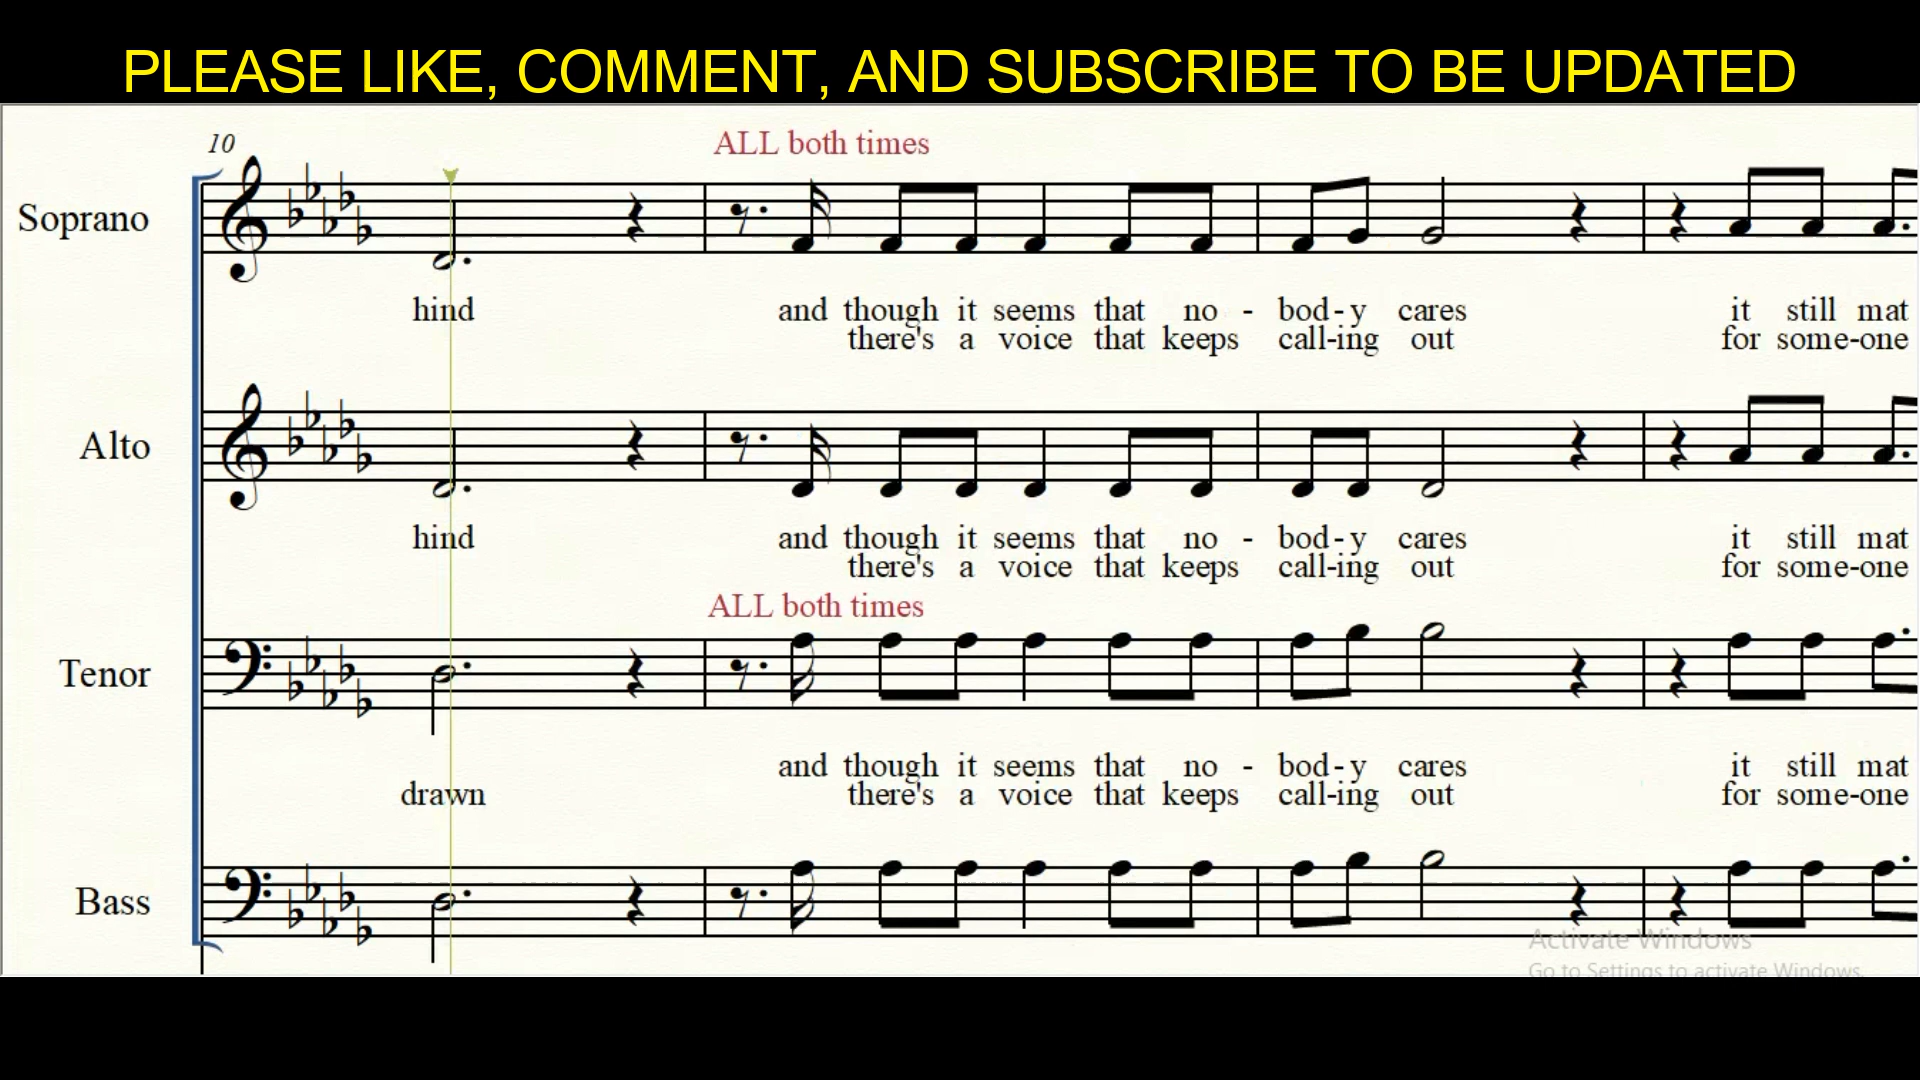 PLEASE LIKE, COMMENT, AND SUBSCRIBE TO BE UPDATED
10
ALL both times
Soprano
hind and though it seems that no - bod - y cares it still mat
there's a voice that keeps call-ing out for some-one
Alto
hind and though it seems that no - bod - y cares it still mat
there's a voice that keeps call-ing out for some-one
ALL both times
Tenor
and though it seems that no - bod - y cares it still mat
drawn there's a voice that keeps call-ing out for some-one
Bass
Activate Windows
Go to Settings to activate Windows.